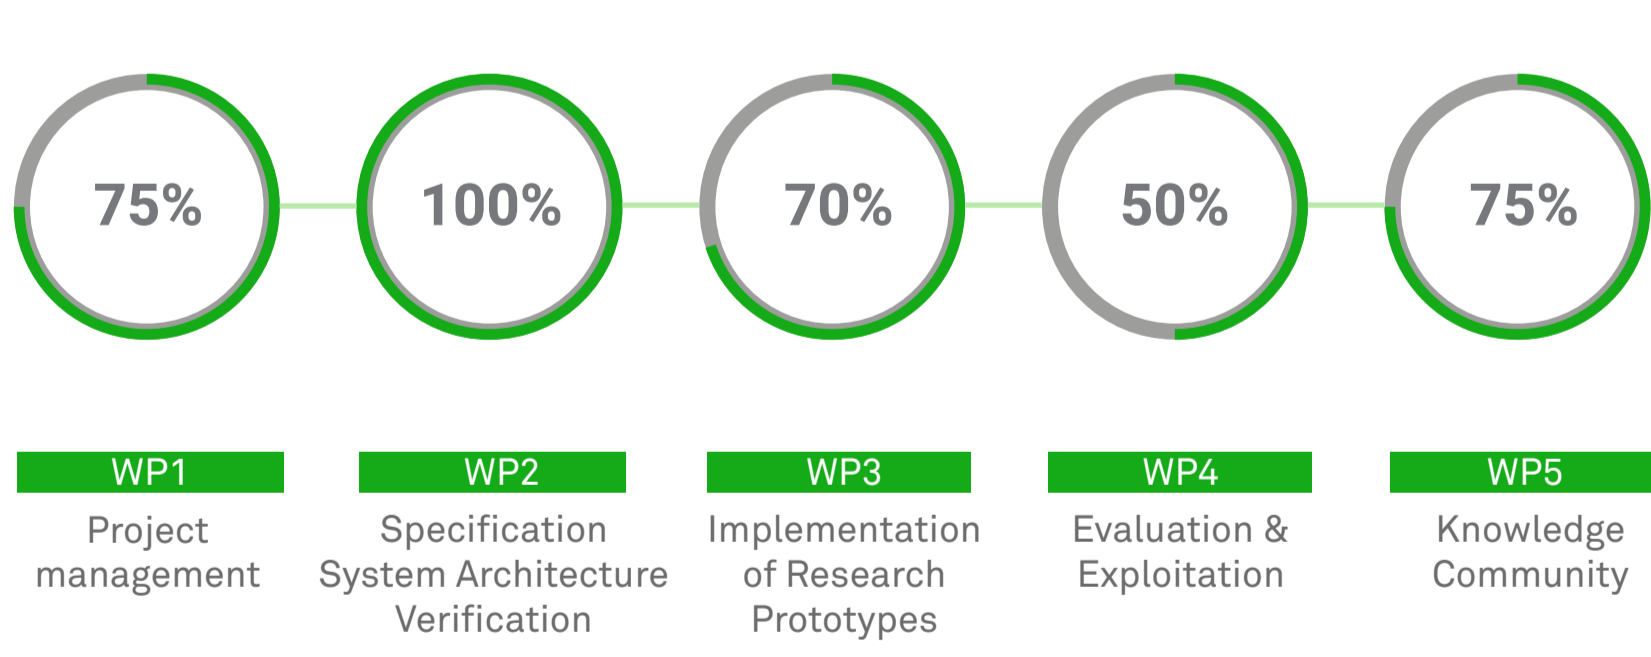 75%
100%
70%
50%
75%
WP1
WP2
WP3
WP4
WP5
Project
management
Specification
System Architecture
Verification
Implementation
of Research
Prototypes
Evaluation &
Exploitation
Knowledge
Community